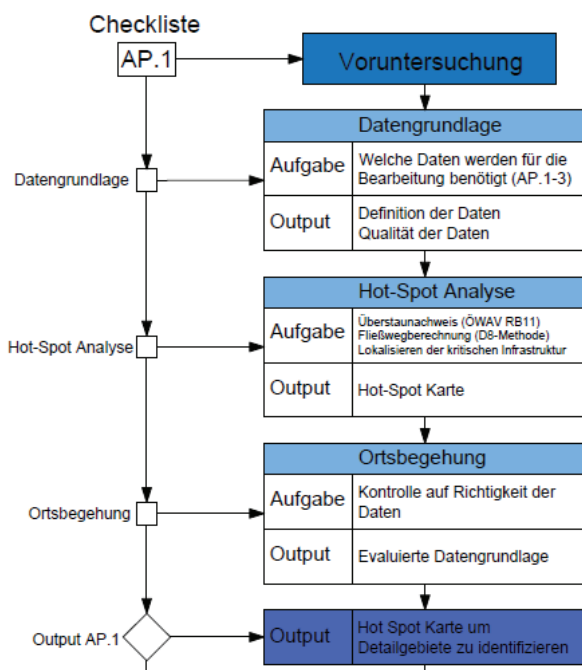 Checkliste
AP.1
Voruntersuchung
Datengrundlage
Datengrundlage
Aufgabe
Welche Daten werden für die
Bearbeitung benötigt (AP.1-3)
Output
Definition der Daten
Qualität der Daten
Hot-Spot Analyse
Hot-Spot Analyse
Aufgabe
Überstaunachweis (ÖWAV RB11)
Fließwegberechnung (D8-Methode)
Lokalisieren der kritischen Infrastruktur
Output
Hot-Spot Karte
Ortsbegehung
Ortsbegehung
Aufgabe
Kontrolle auf Richtigkeit der
Daten
Output
Evaluierte Datengrundlage
Output AP.1
Output
Hot Spot Karte um
Detailgebiete zu identifizieren